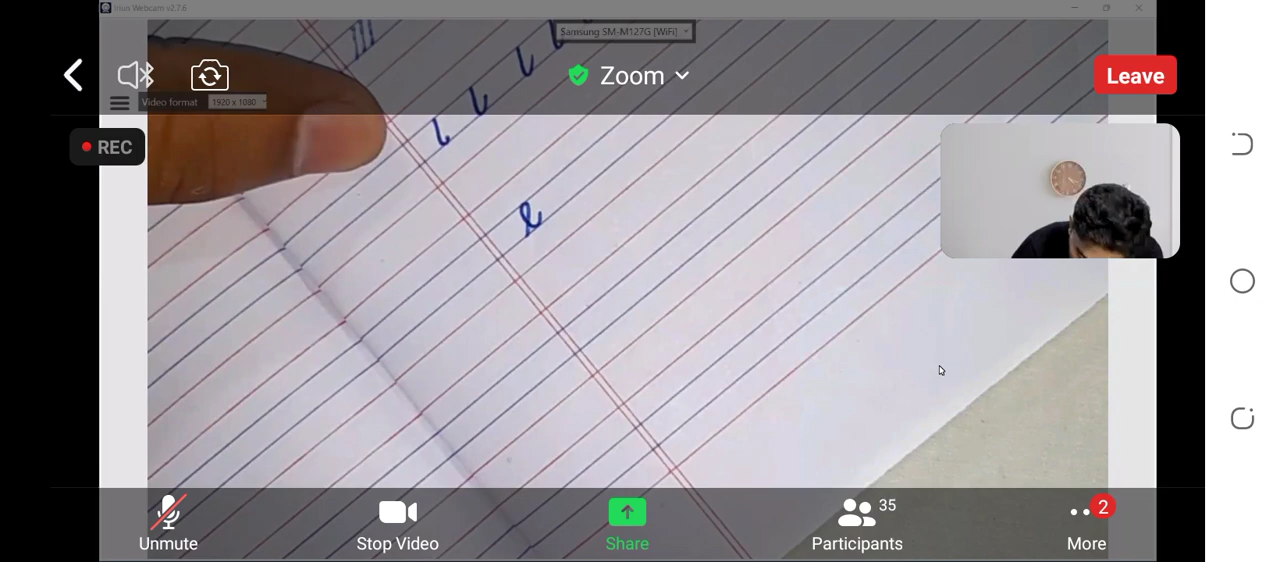 Iriun Webcam v2.7.6
Samsung SM-M127G [WiFi]
Zoom
Leave
Video format 1920 x 1080
REC
l l l l
Unmute
Stop Video
Share
35
Participants
2
More